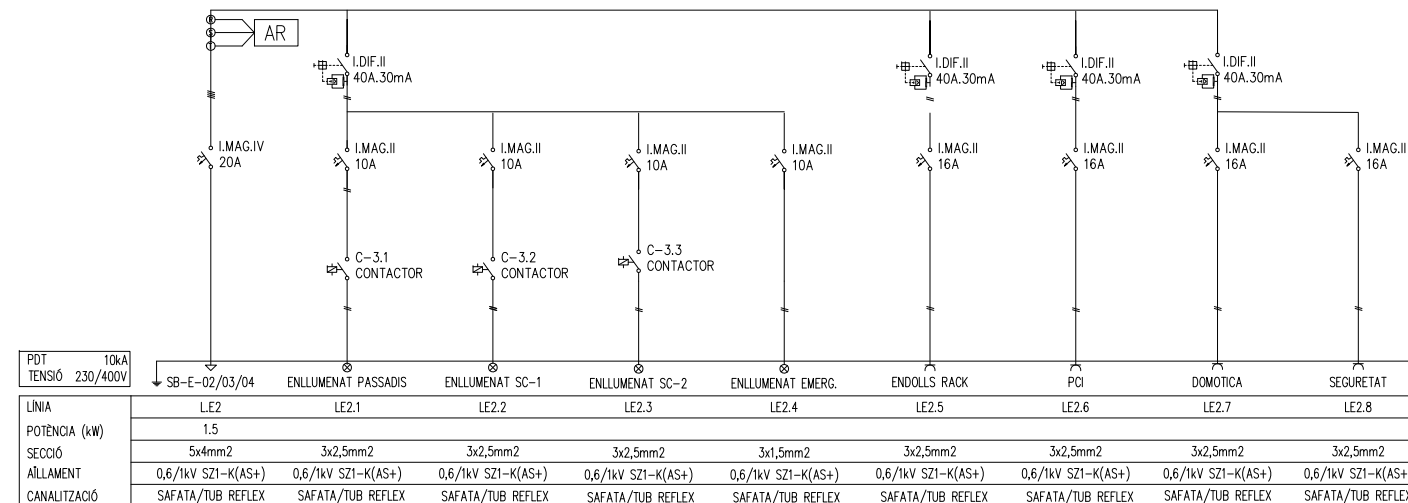 R
S
T
AR
I.DIF.II
40A.30mA
I.DIF.II
40A.30mA
I.DIF.II
40A.30mA
I.DIF.II
40A.30mA
I.MAG.IV
20A
I.MAG.II
10A
I.MAG.II
10A
I.MAG.II
10A
I.MAG.II
10A
I.MAG.II
16A
I.MAG.II
16A
I.MAG.II
16A
I.MAG.II
16A
C-3.1
CONTACTOR
C-3.2
CONTACTOR
C-3.3
CONTACTOR
PDT 10kA
TENSIÓ 230/400V
SB-E-02/03/04 ENLLUMENAT PASSADIS ENLLUMENAT SC-1 ENLLUMENAT SC-2 ENLLUMENAT EMERG. ENDOLLS RACK PCI DOMOTICA SEGURETAT
LÍNIA L.E2 LE2.1 LE2.2 LE2.3 LE2.4 LE2.5 LE2.6 LE2.7 LE2.8
POTÈNCIA (kW) 1.5
SECCIÓ 5x4mm2 3x2,5mm2 3x2,5mm2 3x2,5mm2 3x1,5mm2 3x2,5mm2 3x2,5mm2 3x2,5mm2 3x2,5mm2
AÏLLAMENT 0,6/1kV SZ1-K(AS+) 0,6/1kV SZ1-K(AS+) 0,6/1kV SZ1-K(AS+) 0,6/1kV SZ1-K(AS+) 0,6/1kV SZ1-K(AS+) 0,6/1kV SZ1-K(AS+) 0,6/1kV SZ1-K(AS+) 0,6/1kV SZ1-K(AS+) 0,6/1kV SZ1-K(AS+)
CANALITZACIÓ SAFATA/TUB REFLEX SAFATA/TUB REFLEX SAFATA/TUB REFLEX SAFATA/TUB REFLEX SAFATA/TUB REFLEX SAFATA/TUB REFLEX SAFATA/TUB REFLEX SAFATA/TUB REFLEX SAFATA/TUB REFLEX